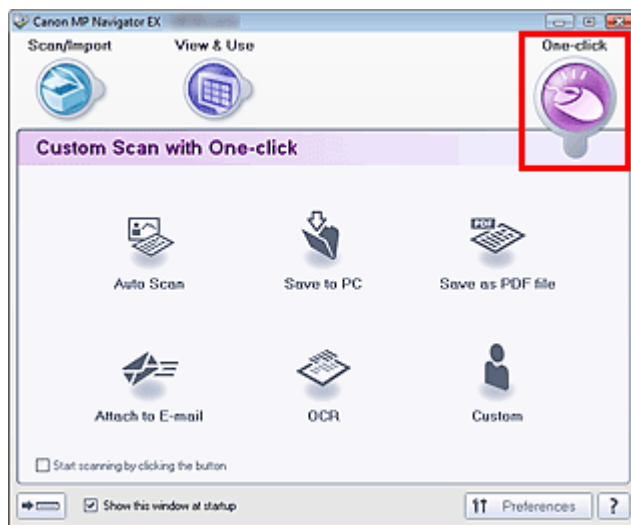 Canon MP Navigator EX
Scan/Import View & Use One-click
Custom Scan with One-click
Auto Scan Save to PC PDF Save as PDF file
Attach to E-mail OCR Custom
Start scanning by clicking the button
Show this window at startup Preferences ?